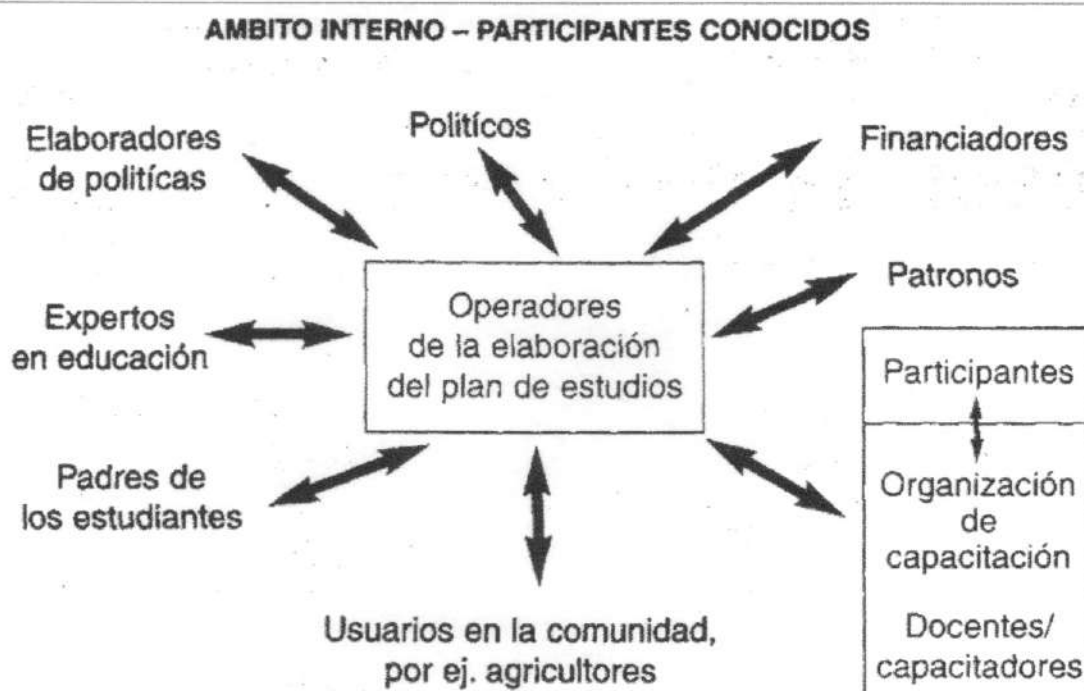 AMBITO INTERNO – PARTICIPANTES CONOCIDOS
Elaboradores
de politícas
Politícos
Financiadores
Expertos
en educación
Operadores
de la elaboración
del plan de estudios
Patronos
Padres de
los estudiantes
Participantes
Organización
de
capacitación
Docentes/
capacitadores
Usuarios en la comunidad,
por ej. agricultores